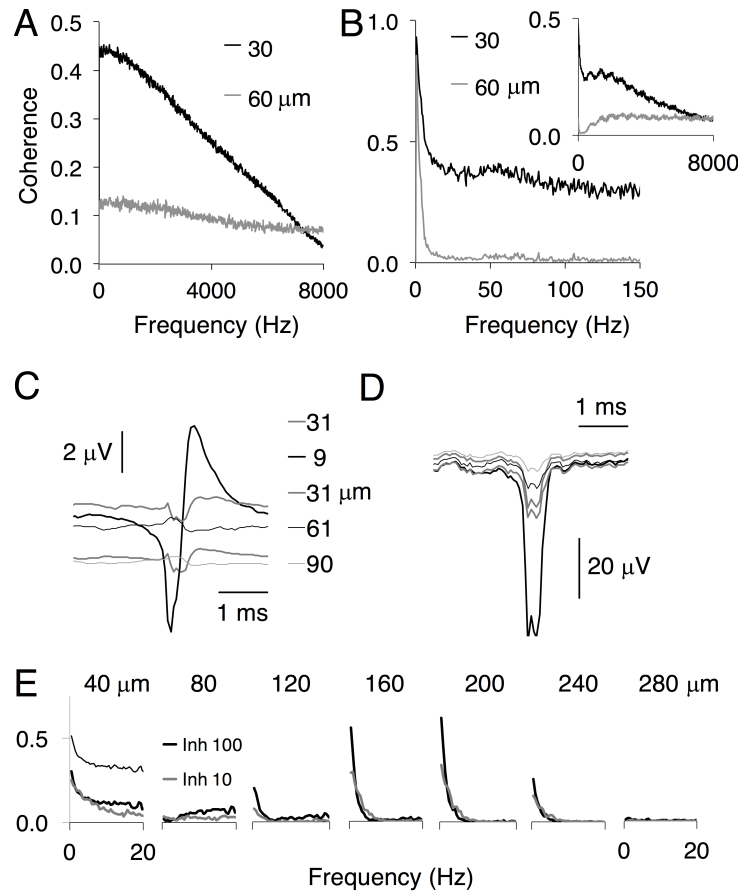 A
0.5
0.4
0.3
0.2
0.1
0.0
Coherence
30
60 μm
0
4000
8000
Frequency (Hz)
B
1.0
0.5
0.0
30
60 μm
0.5
0.0
0
8000
0
50
100
150
Frequency (Hz)
C
2 μV
31
9
31 μm
61
90
1 ms
D
1 ms
20 μV
E
40 μm
80
120
160
200
240
280 μm
0.5
0.0
Inh 100
Inh 10
0
20
0
20
Frequency (Hz)